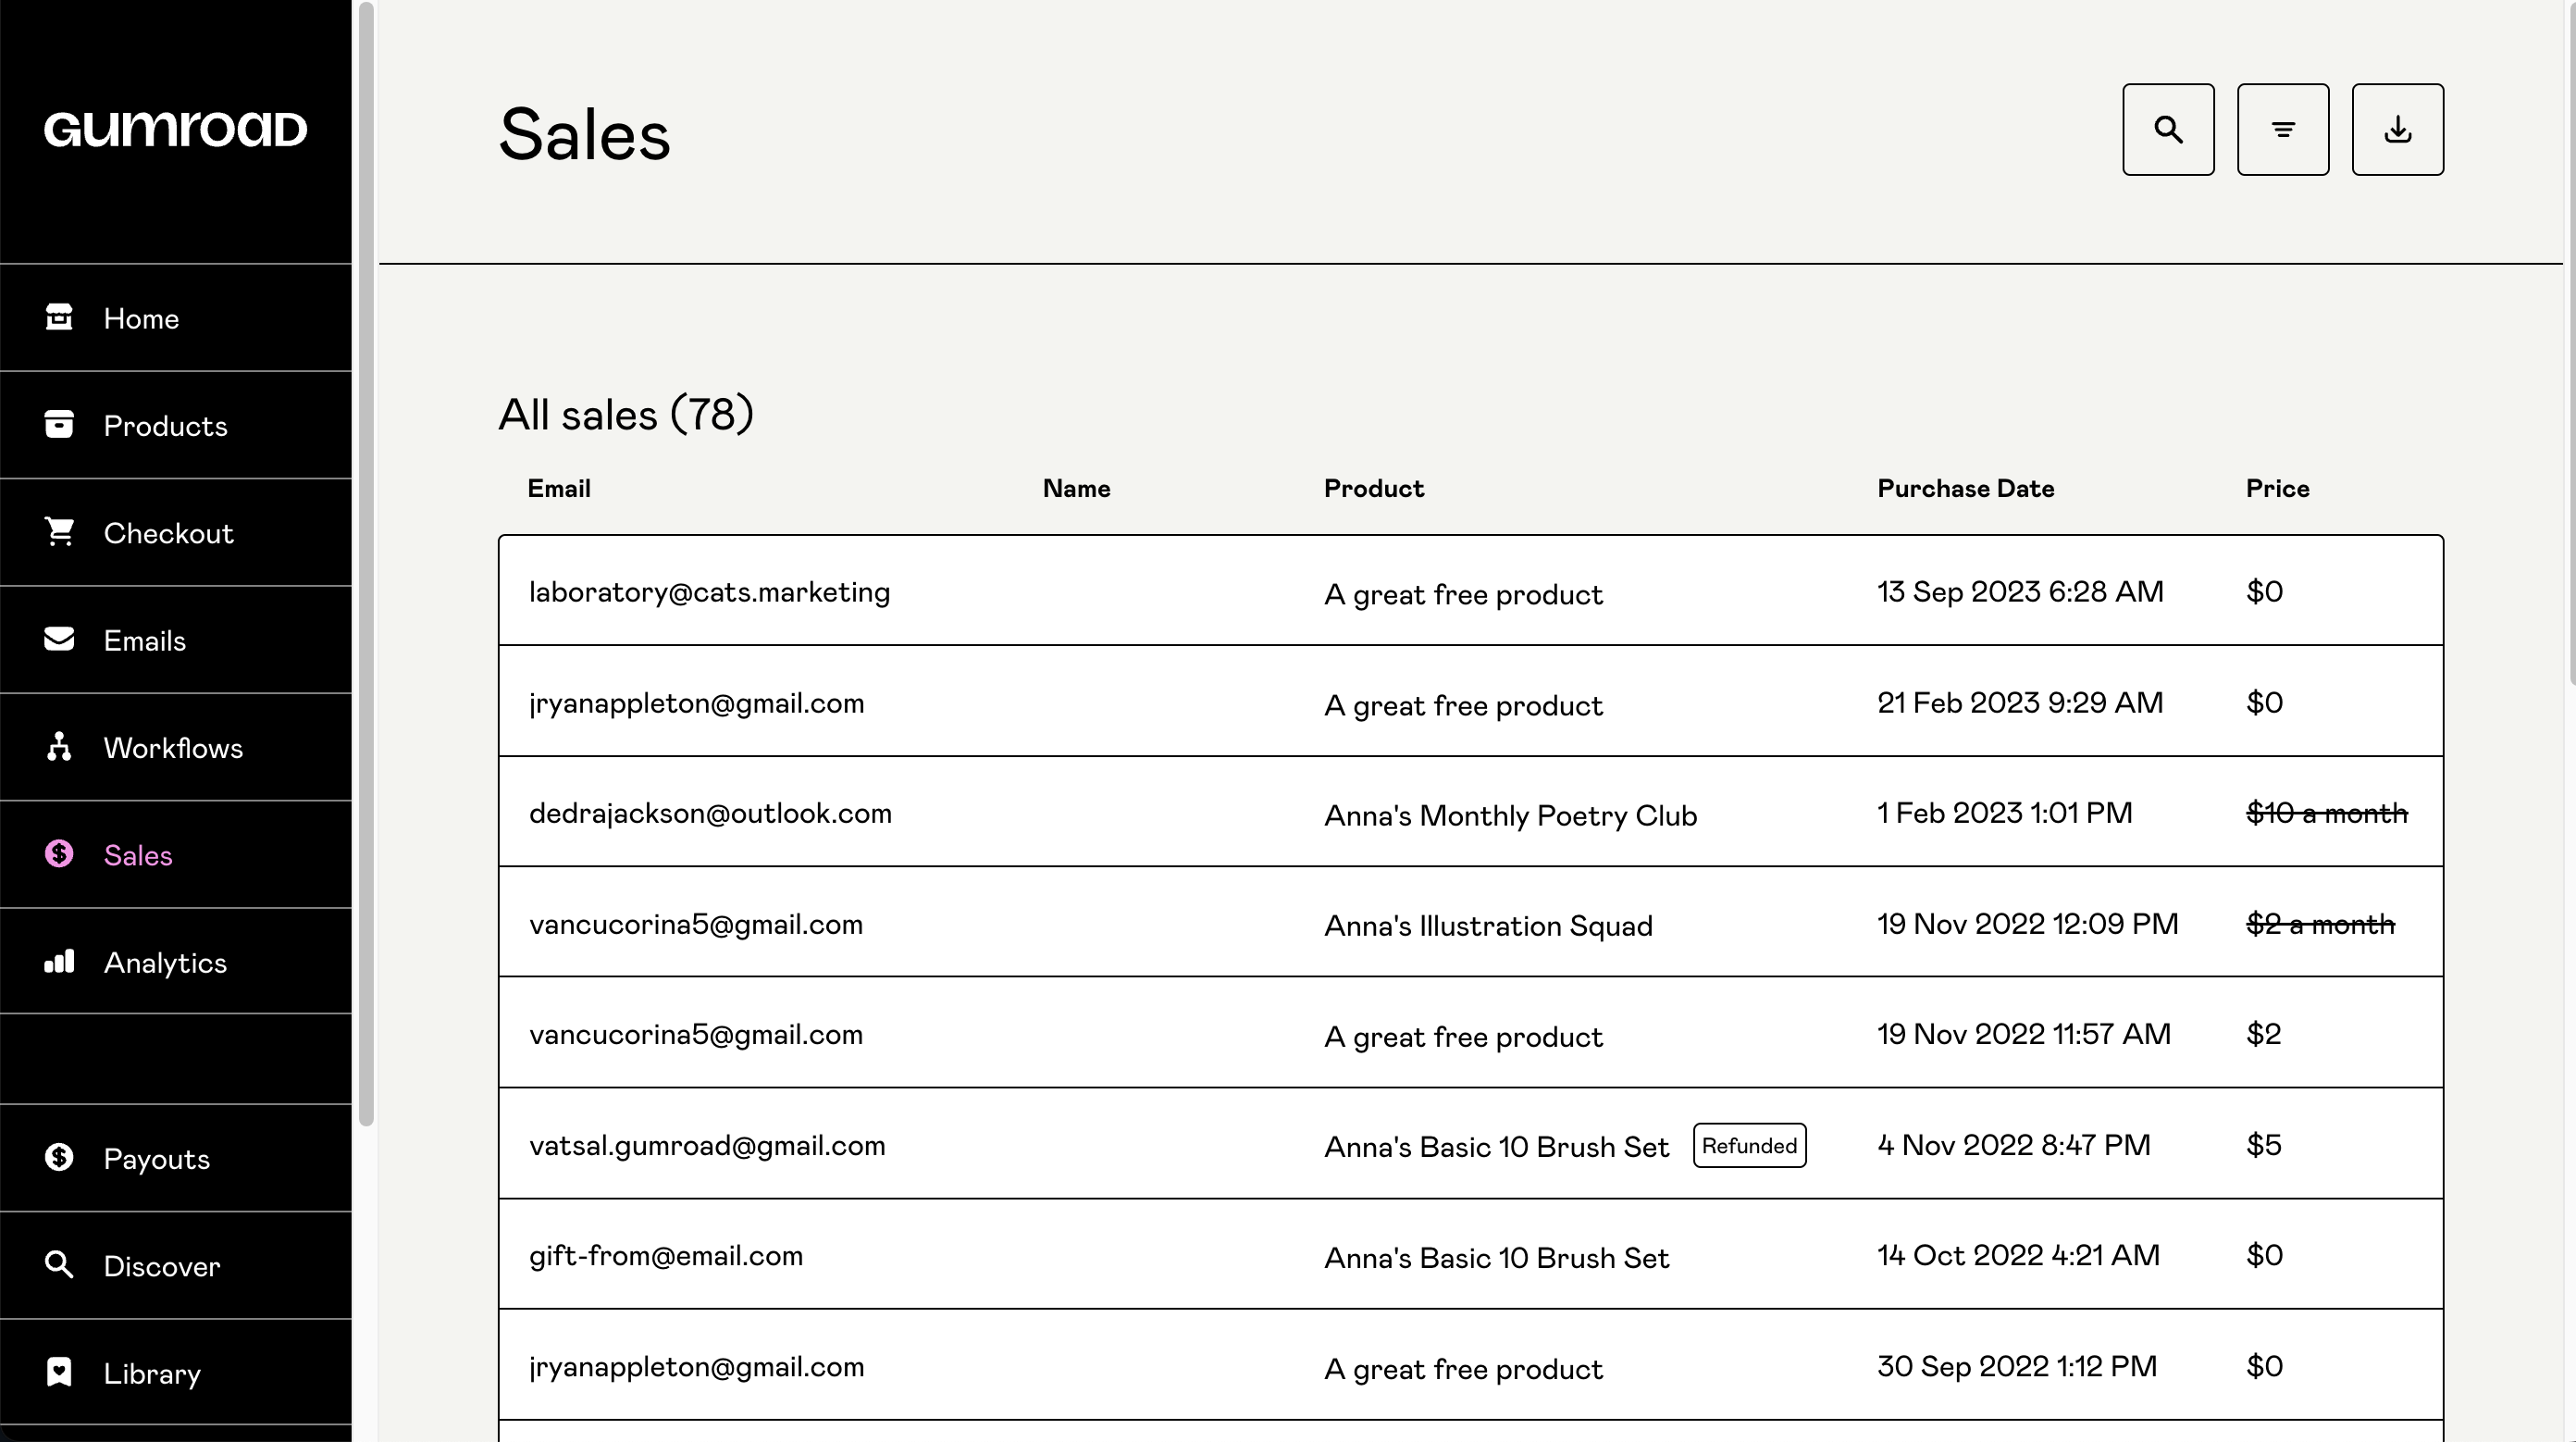 GUMROAD
Home
Products
Checkout
Emails
Workflows
Sales
Analytics
Payouts
Discover
Library
Sales
All sales (78)
Email Name Product Purchase Date Price
laboratory@cats.marketing A great free product 13 Sep 2023 6:28 AM $0
jryanappleton@gmail.com A great free product 21 Feb 2023 9:29 AM $0
dedrajackson@outlook.com Anna's Monthly Poetry Club 1 Feb 2023 1:01 PM $10 a month
vancucorina5@gmail.com Anna's Illustration Squad 19 Nov 2022 12:09 PM $2 a month
vancucorina5@gmail.com A great free product 19 Nov 2022 11:57 AM $2
vatsal.gumroad@gmail.com Anna's Basic 10 Brush Set Refunded 4 Nov 2022 8:47 PM $5
gift-from@email.com Anna's Basic 10 Brush Set 14 Oct 2022 4:21 AM $0
jryanappleton@gmail.com A great free product 30 Sep 2022 1:12 PM $0